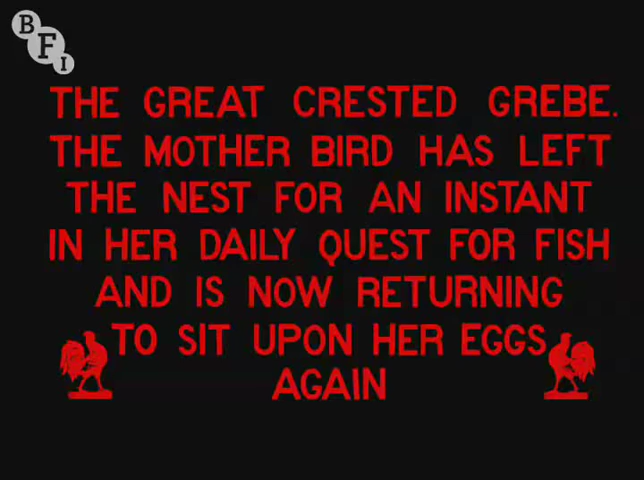 BFI
THE GREAT CRESTED GREBE.
THE MOTHER BIRD HAS LEFT
THE NEST FOR AN INSTANT
IN HER DAILY QUEST FOR FISH
AND IS NOW RETURNING
TO SIT UPON HER EGGS
AGAIN